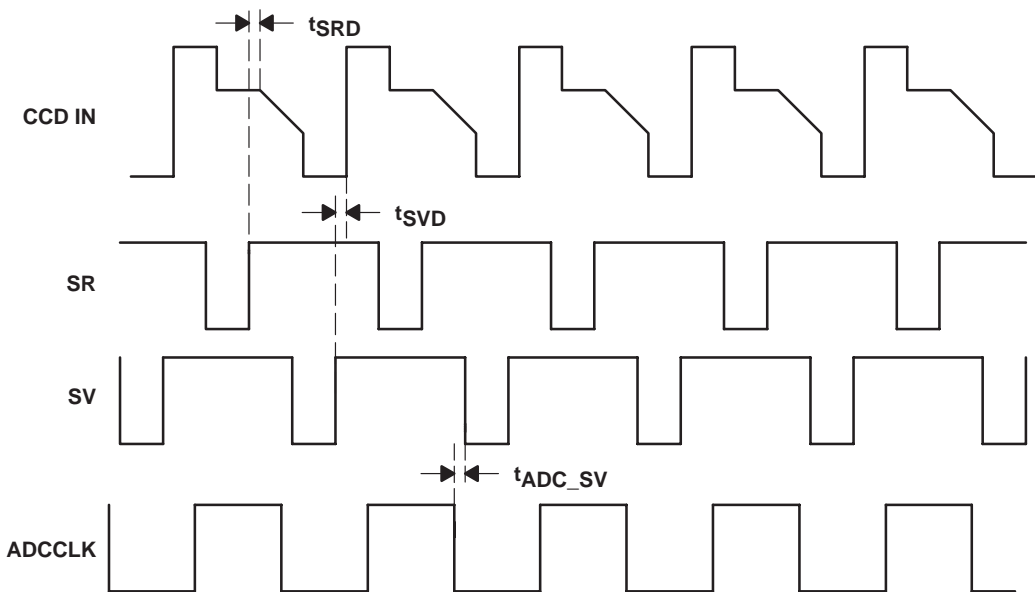 tSRD
CCD IN
tSVD
SR
SV
tADC_SV
ADCCLK